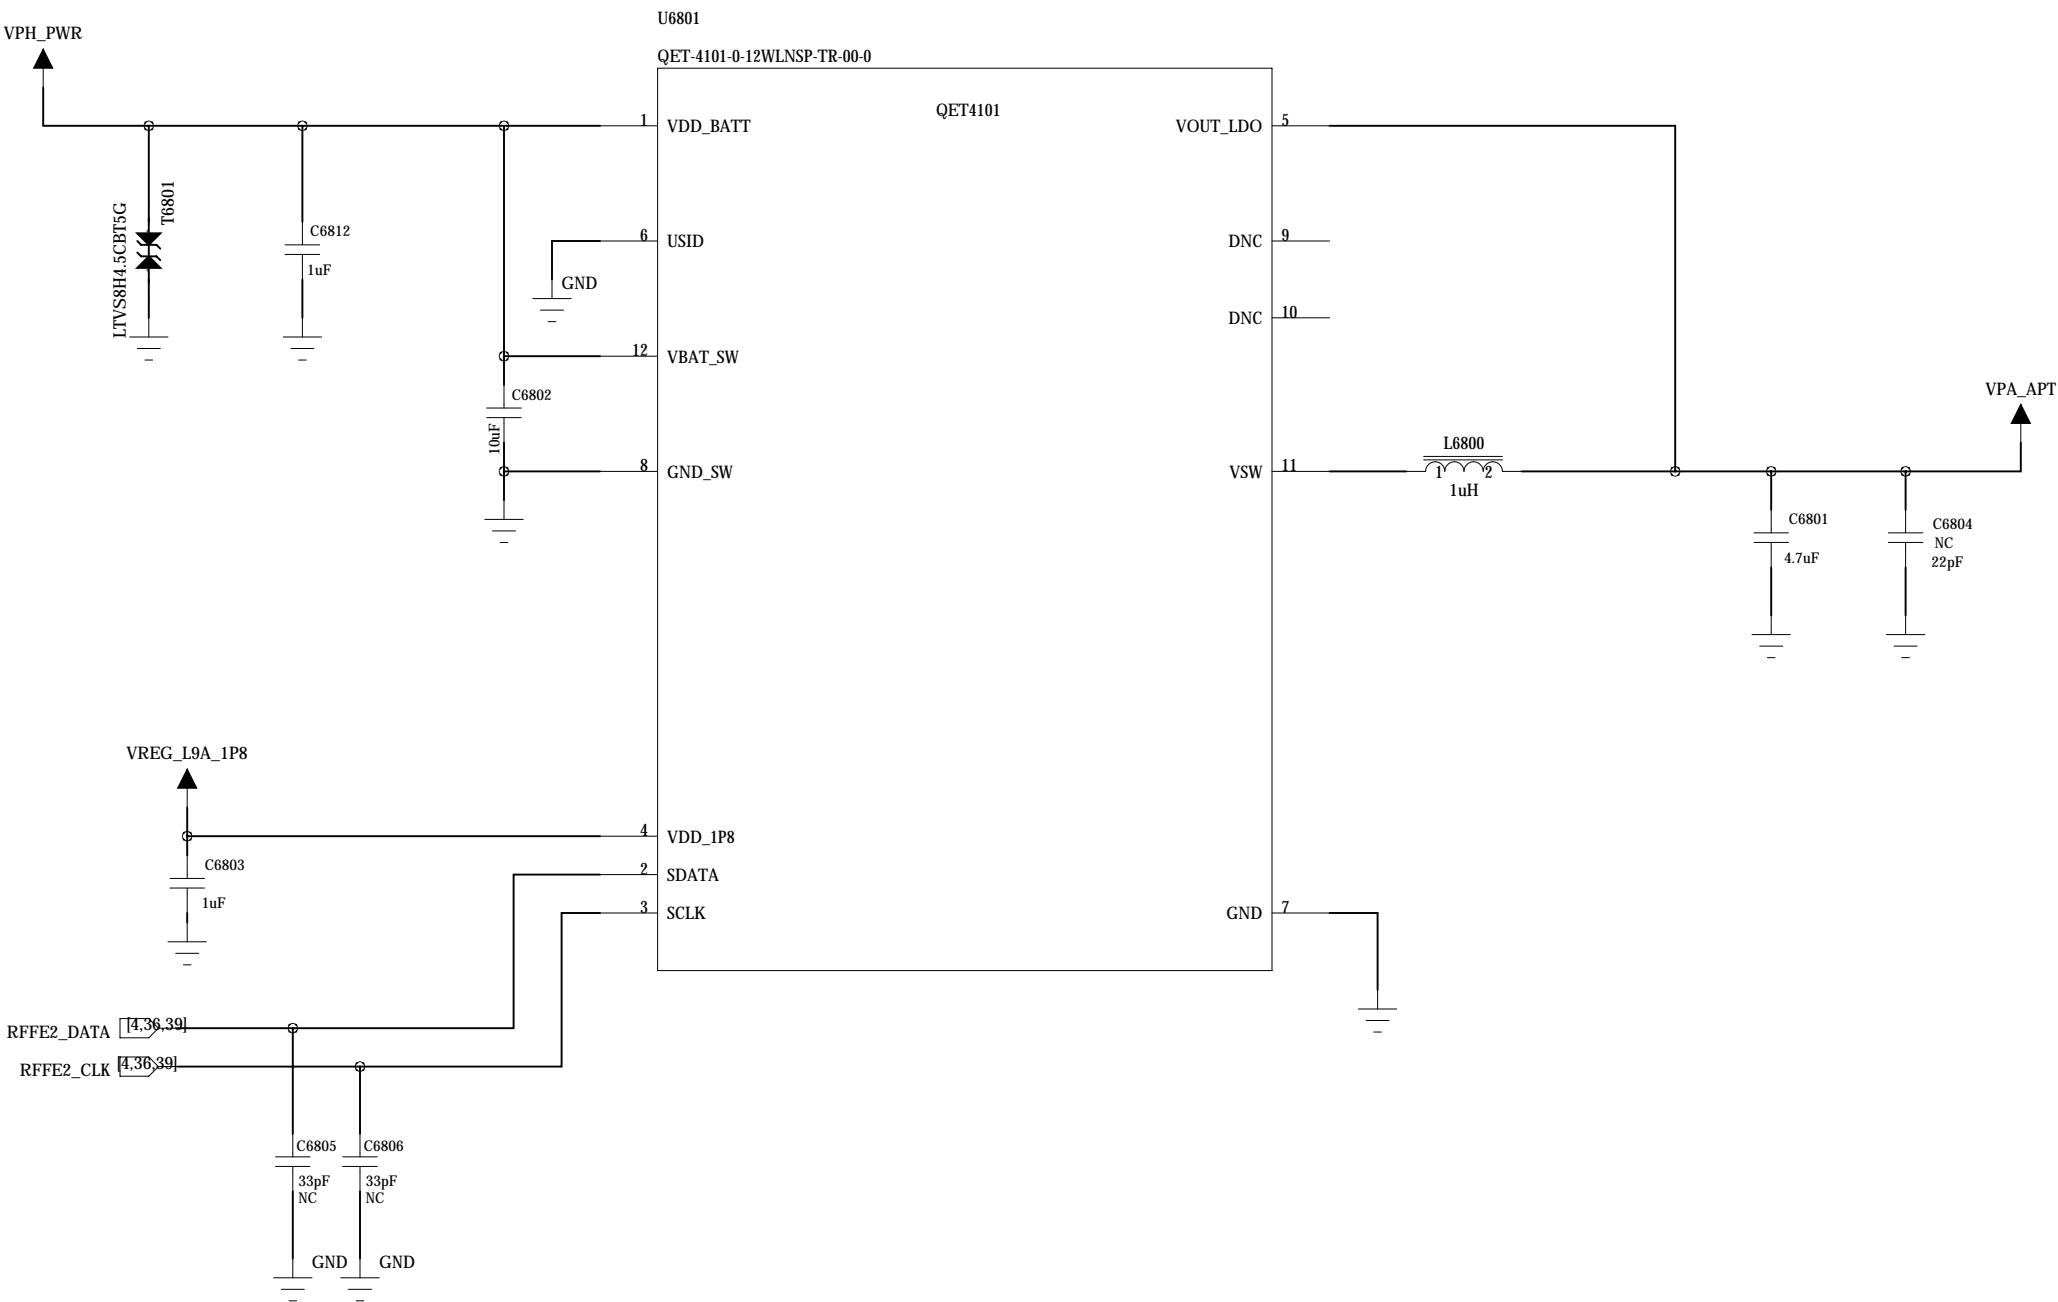 U6801
VPH_PWR
QET-4101-0-12WLNSP-TR-00-0
QET4101
1 VDD_BATT
VOUT_LDO 5
T6801
LTVS8H4.5CBT5G
C6812
1uF
6 USID
DNC 9
GND
DNC 10
12 VBAT_SW
C6802
10uF
VPA_APT
8 GND_SW
VSW 11
L6800
1 2
1uH
C6801
4.7uF
C6804
NC
22pF
VREG_L9A_1P8
4 VDD_1P8
C6803
1uF
2 SDATA
3 SCLK
GND 7
RFFE2_DATA [4,36,39]
RFFE2_CLK [4,36,39]
C6805
33pF
NC
C6806
33pF
NC
GND
GND